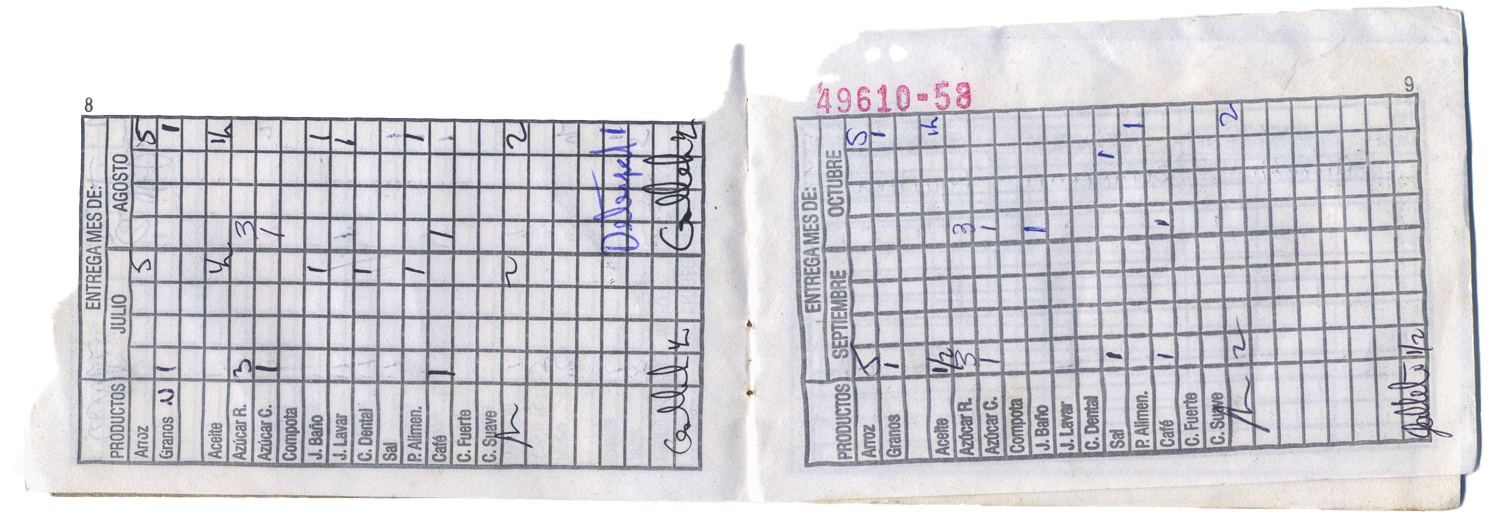 8
ENTREGA MES DE:
PRODUCTOS JULIO AGOSTO
Arroz 5 5
Granos 1 1
Aceite ½ ½
Azúcar R. 3 3
Azúcar C. 1 1
Compota
J. Baño 1 1
J. Lavar 1
C. Dental 1
Sal
P. Alimen. 1 1
Café 1 1
C. Fuerte
C. Suave
2 2
49610-58
9
ENTREGA MES DE:
PRODUCTOS SEPTIEMBRE OCTUBRE
Arroz 5 5
Granos 1 1
Aceite 1/2 ½
Azúcar R. 3 3
Azúcar C. 1 1
Compota
J. Baño 1
J. Lavar
C. Dental 1
Sal 1 1
P. Alimen.
Café 1 1
C. Fuerte
C. Suave
2 2
1/2